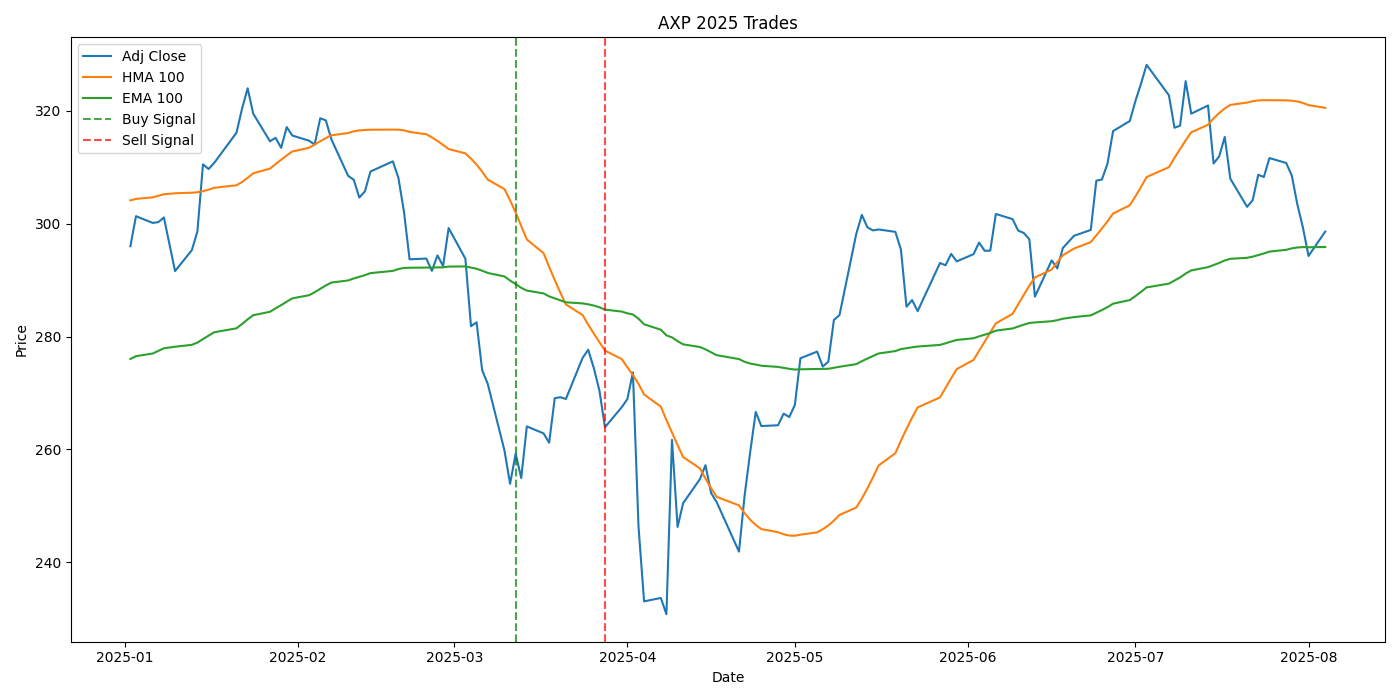 AXP 2025 Trades
Adj Close
HMA 100
EMA 100
Buy Signal
Sell Signal
Price
320
300
280
260
240
2025-01 2025-02 2025-03 2025-04 2025-05 2025-06 2025-07 2025-08
Date